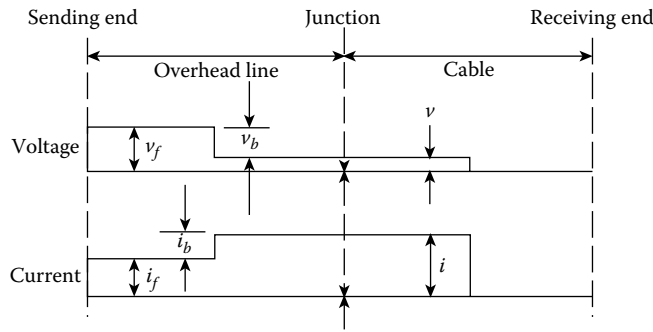 Sending end
Junction
Receiving end
Overhead line
Cable
Voltage
v_f
v_b
v
Current
i_f
i_b
i